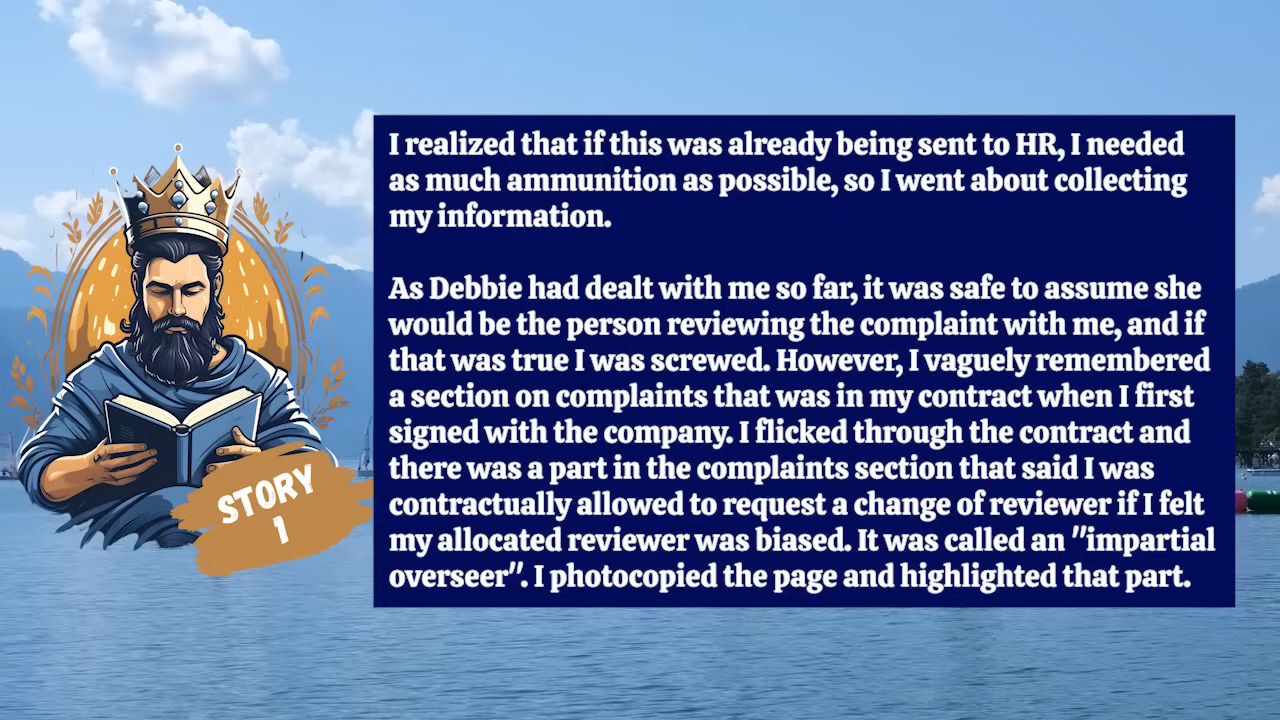 I realized that if this was already being sent to HR, I needed
as much ammunition as possible, so I went about collecting
my information.
As Debbie had dealt with me so far, it was safe to assume she
would be the person reviewing the complaint with me, and if
that was true I was screwed. However, I vaguely remembered
a section on complaints that was in my contract when I first
signed with the company. I flicked through the contract and
there was a part in the complaints section that said I was
contractually allowed to request a change of reviewer if I felt
my allocated reviewer was biased. It was called an "impartial
overseer". I photocopied the page and highlighted that part.
STORY
1